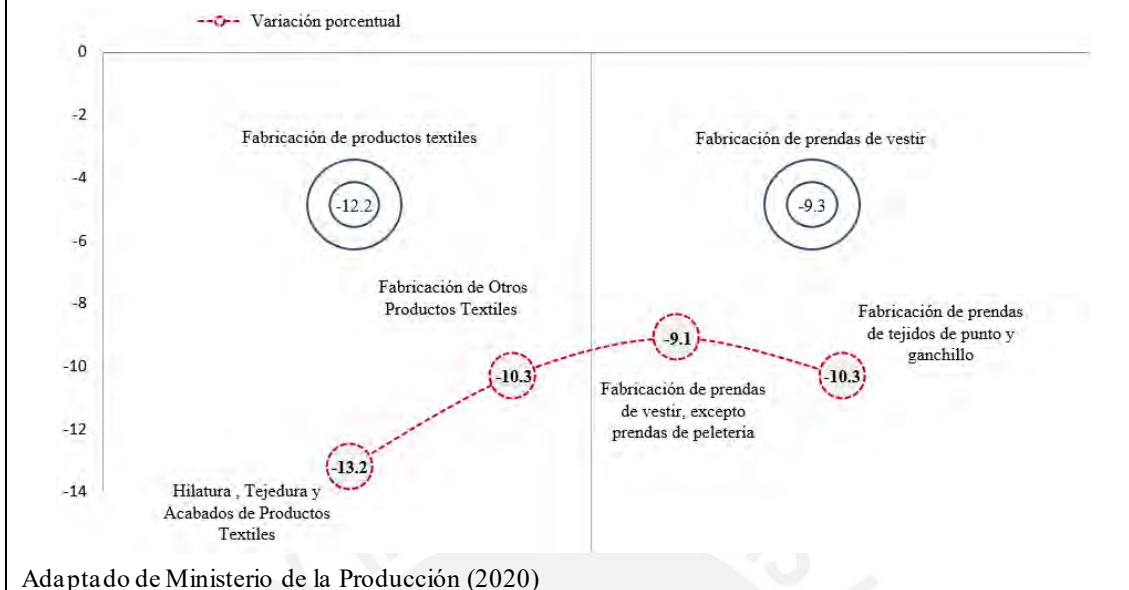 Variación porcentual
0
-2
-4
-6
-8
-10
-12
-14
Fabricación de productos textiles
-12.2
Fabricación de prendas de vestir
-9.3
Fabricación de Otros
Productos Textiles
-10.3
-9.1
Fabricación de prendas
de vestir, excepto
prendas de peletería
Fabricación de prendas
de tejidos de punto y
ganchillo
-10.3
-13.2
Hilatura , Tejedura y
Acabados de Productos
Textiles
Adaptado de Ministerio de la Producción (2020)